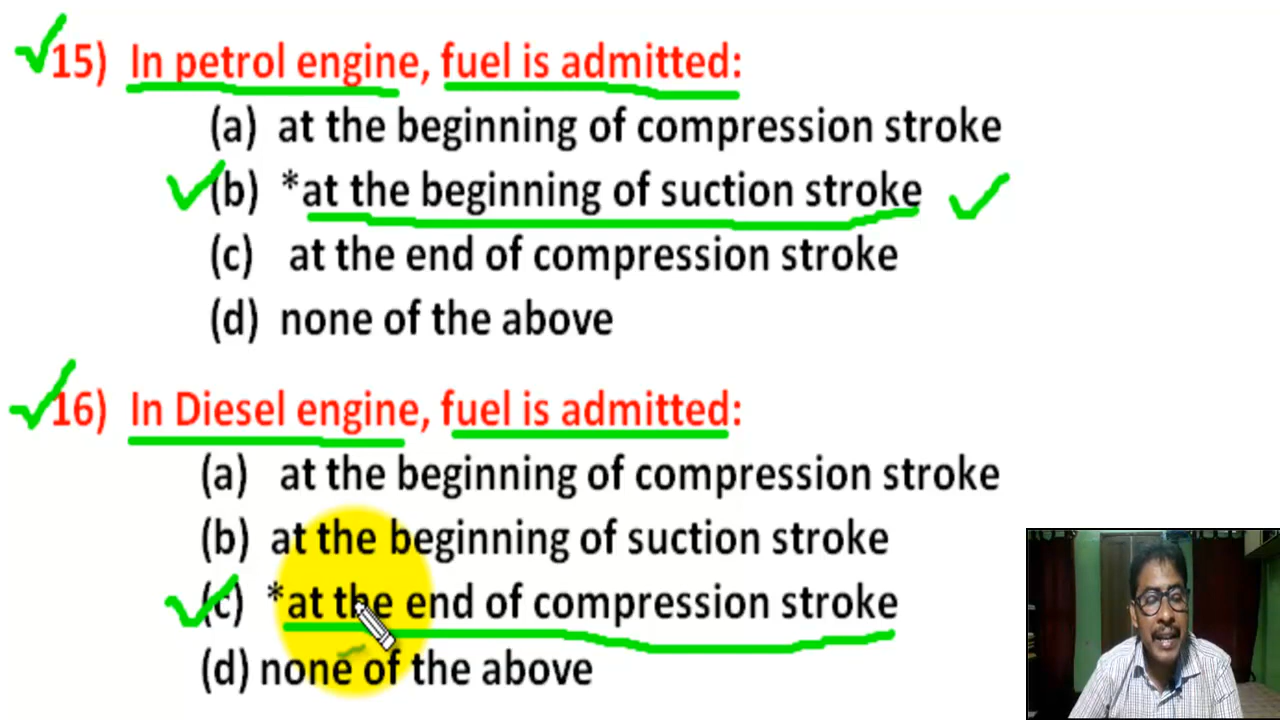 15) In petrol engine, fuel is admitted:
(a) at the beginning of compression stroke
(b) *at the beginning of suction stroke
(c) at the end of compression stroke
(d) none of the above
16) In Diesel engine, fuel is admitted:
(a) at the beginning of compression stroke
(b) at the beginning of suction stroke
(c) *at the end of compression stroke
(d) none of the above